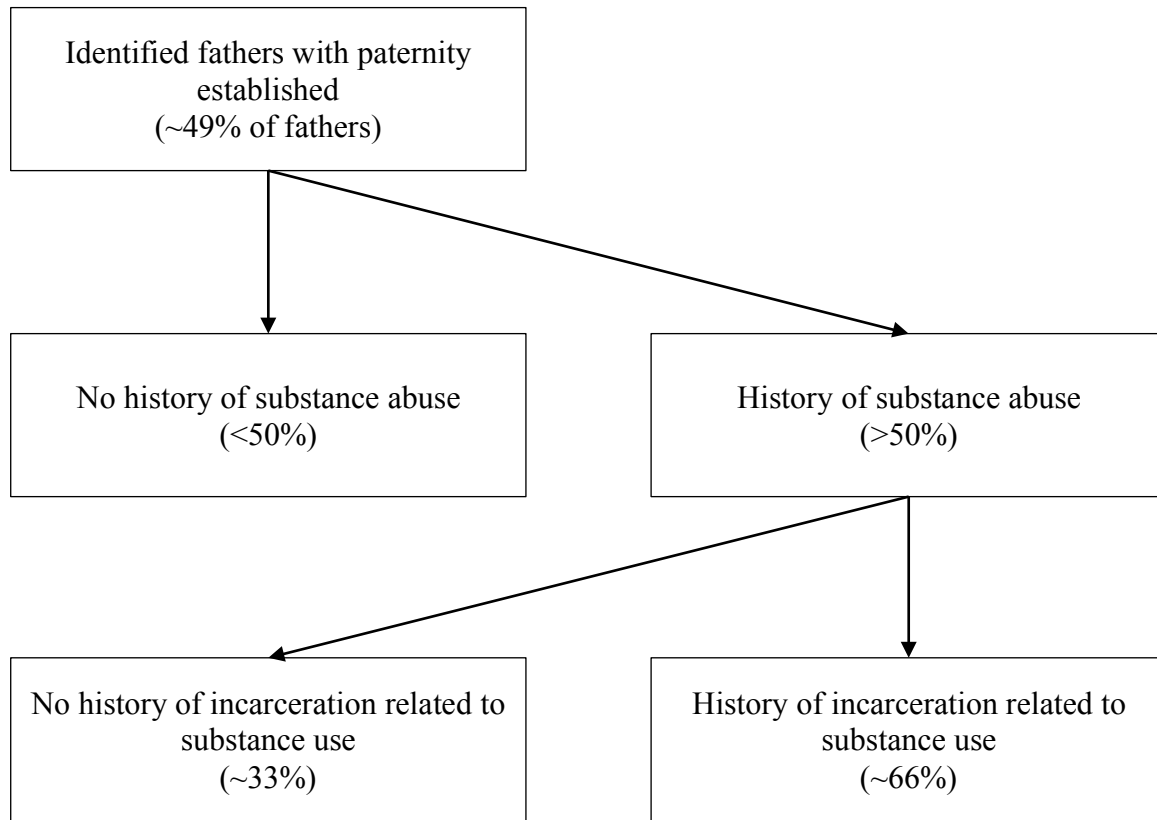 Identified fathers with paternity
established
(~49% of fathers)
No history of substance abuse
(<50%)
History of substance abuse
(>50%)
No history of incarceration related to
substance use
(~33%)
History of incarceration related to
substance use
(~66%)